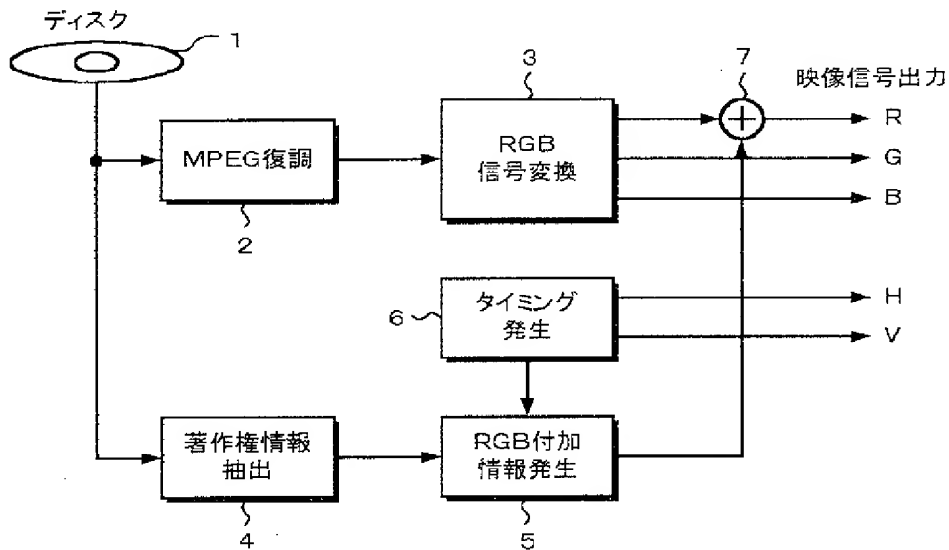 ディスク
1
3
7
映像信号出力
MPEG復調
2
RGB
信号変換
R
G
B
6
タイミング
発生
H
V
著作権情報
抽出
4
RGB付加
情報発生
5